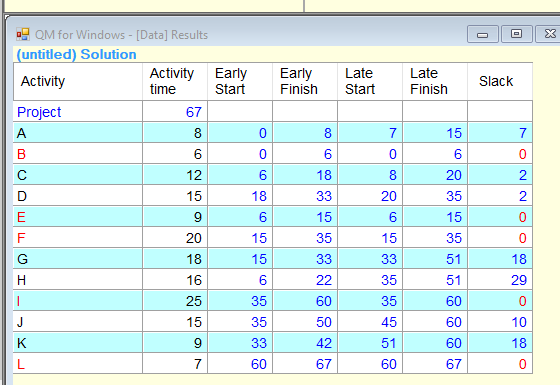 QM for Windows - [Data] Results
(untitled) Solution
Activity Activity time Early Start Early Finish Late Start Late Finish Slack
Project 67
A 8 0 8 7 15 7
B 6 0 6 0 6 0
C 12 6 18 8 20 2
D 15 18 33 20 35 2
E 9 6 15 6 15 0
F 20 15 35 15 35 0
G 18 15 33 33 51 18
H 16 6 22 35 51 29
I 25 35 60 35 60 0
J 15 35 50 45 60 10
K 9 33 42 51 60 18
L 7 60 67 60 67 0